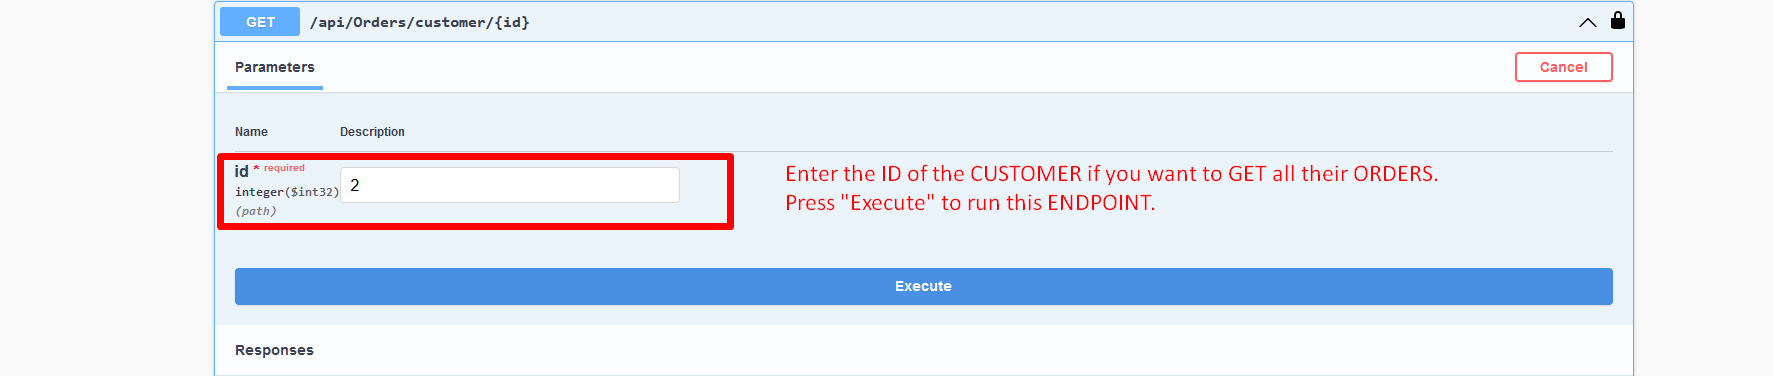 GET /api/Orders/customer/{id}
Parameters
Cancel
Name Description
id * required
integer($int32)
(path)
2
Enter the ID of the CUSTOMER if you want to GET all their ORDERS.
Press "Execute" to run this ENDPOINT.
Execute
Responses